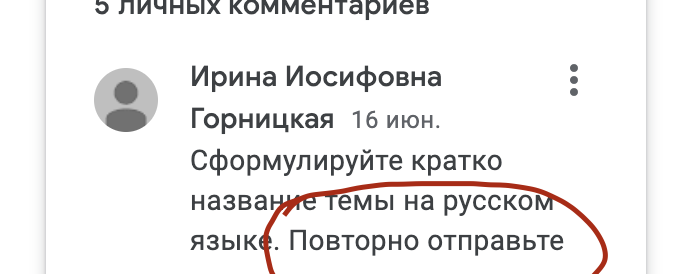 5 личных комментариев
Ирина Иосифовна
Горницкая 16 июн.
Сформулируйте кратко
название темы на русском
языке. Повторно отправьте